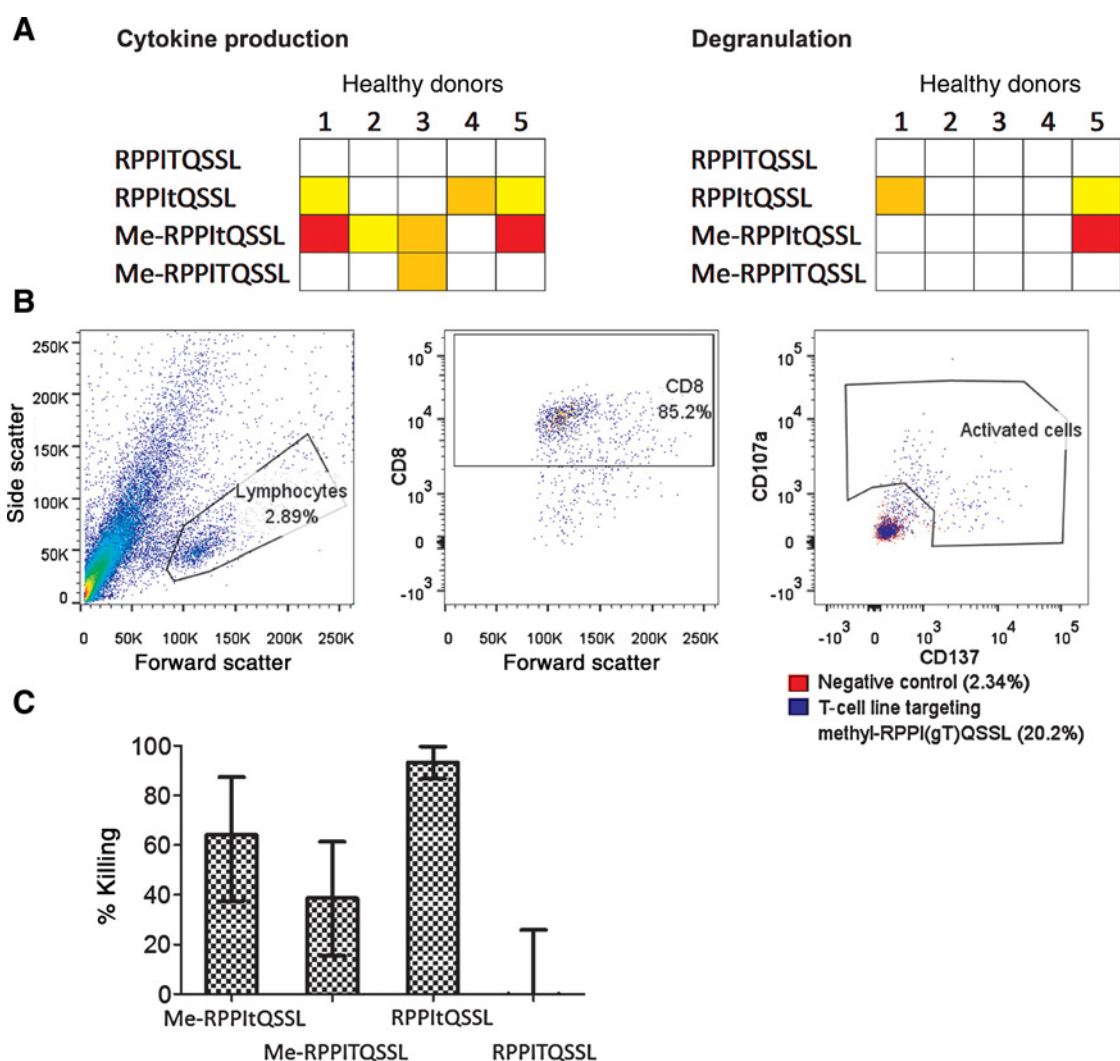 A
Cytokine production
Degranulation
Healthy donors
Healthy donors
1 2 3 4 5
1 2 3 4 5
RPPITQSSL
RPPItQSSL
Me-RPPItQSSL
Me-RPPITQSSL
RPPITQSSL
RPPItQSSL
Me-RPPItQSSL
Me-RPPITQSSL
B
Side scatter
250K
200K
150K
100K
50K
0
Lymphocytes
2.89%
0 50K 100K 150K 200K 250K
Forward scatter
CD8
10^5
10^4
10^3
0
-10^3
CD8
85.2%
0 50K 100K 150K 200K 250K
Forward scatter
CD107a
10^5
10^4
10^3
0
-10^3
Activated cells
-10^3 0 10^3 10^4 10^5
CD137
Negative control (2.34%)
T-cell line targeting
methyl-RPPI(gT)QSSL (20.2%)
C
% Killing
100
80
60
40
20
0
Me-RPPItQSSL
Me-RPPITQSSL
RPPItQSSL
RPPITQSSL